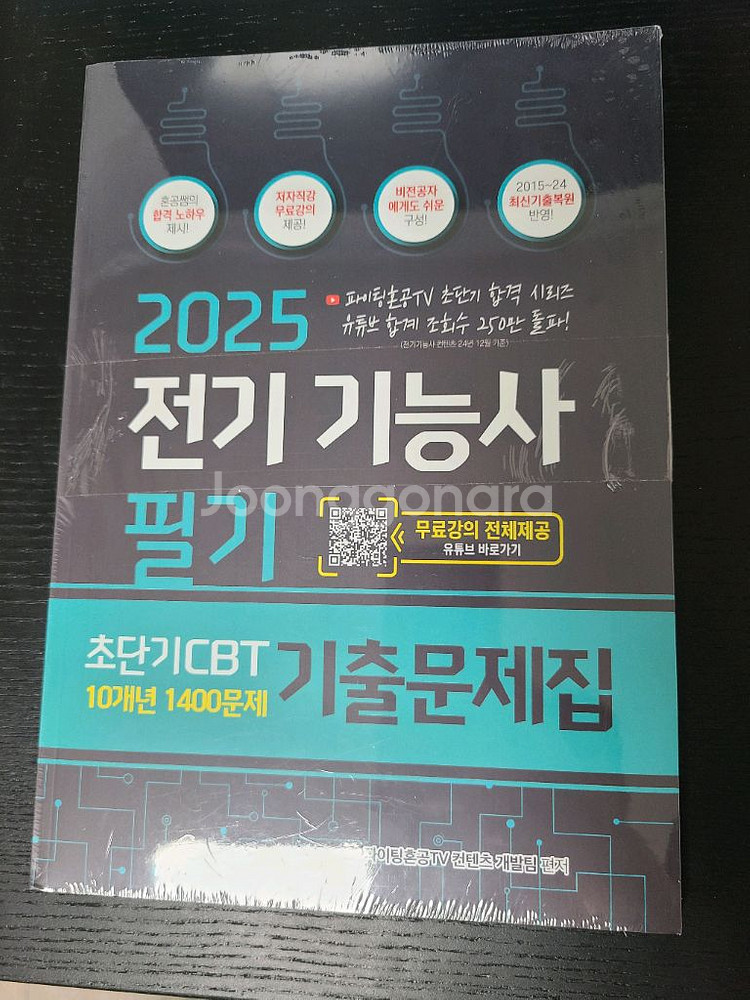 혼공쌤의
합격 노하우
제시!
저자직강
무료강의
제공!
비전공자
에게도 쉬운
구성!
2015~24
최신기출복원
반영!
2025
파이팅혼공TV 초단기 합격 시리즈
유튜브 합계 조회수 250만 돌파!
(전기기능사 컨텐츠 24년 12월 기준)
전기 기능사
Joonggonara
필기
무료강의 전체제공
유튜브 바로가기
초단기CBT
10개년 1400문제
기출문제집
파이팅혼공TV 컨텐츠 개발팀 편저